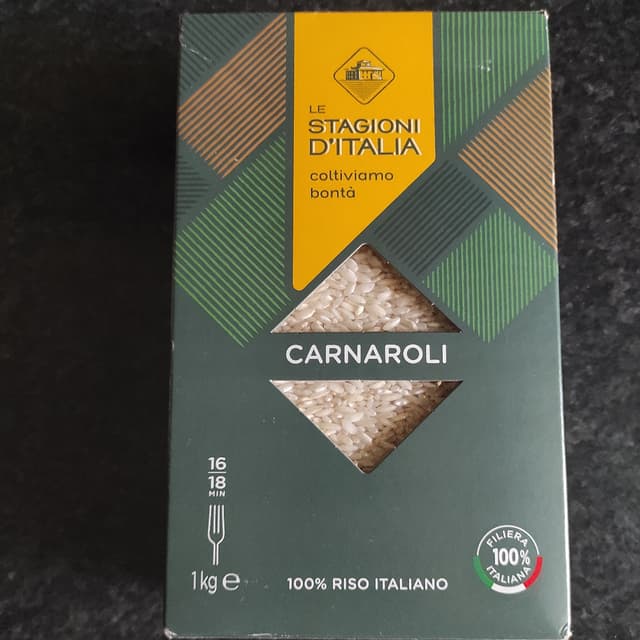 LE
STAGIONI
D'ITALIA
coltiviamo
bontà
CARNAROLI
16
18
MIN
1kg e
100% RISO ITALIANO
FILIERA
100%
ITALIANA